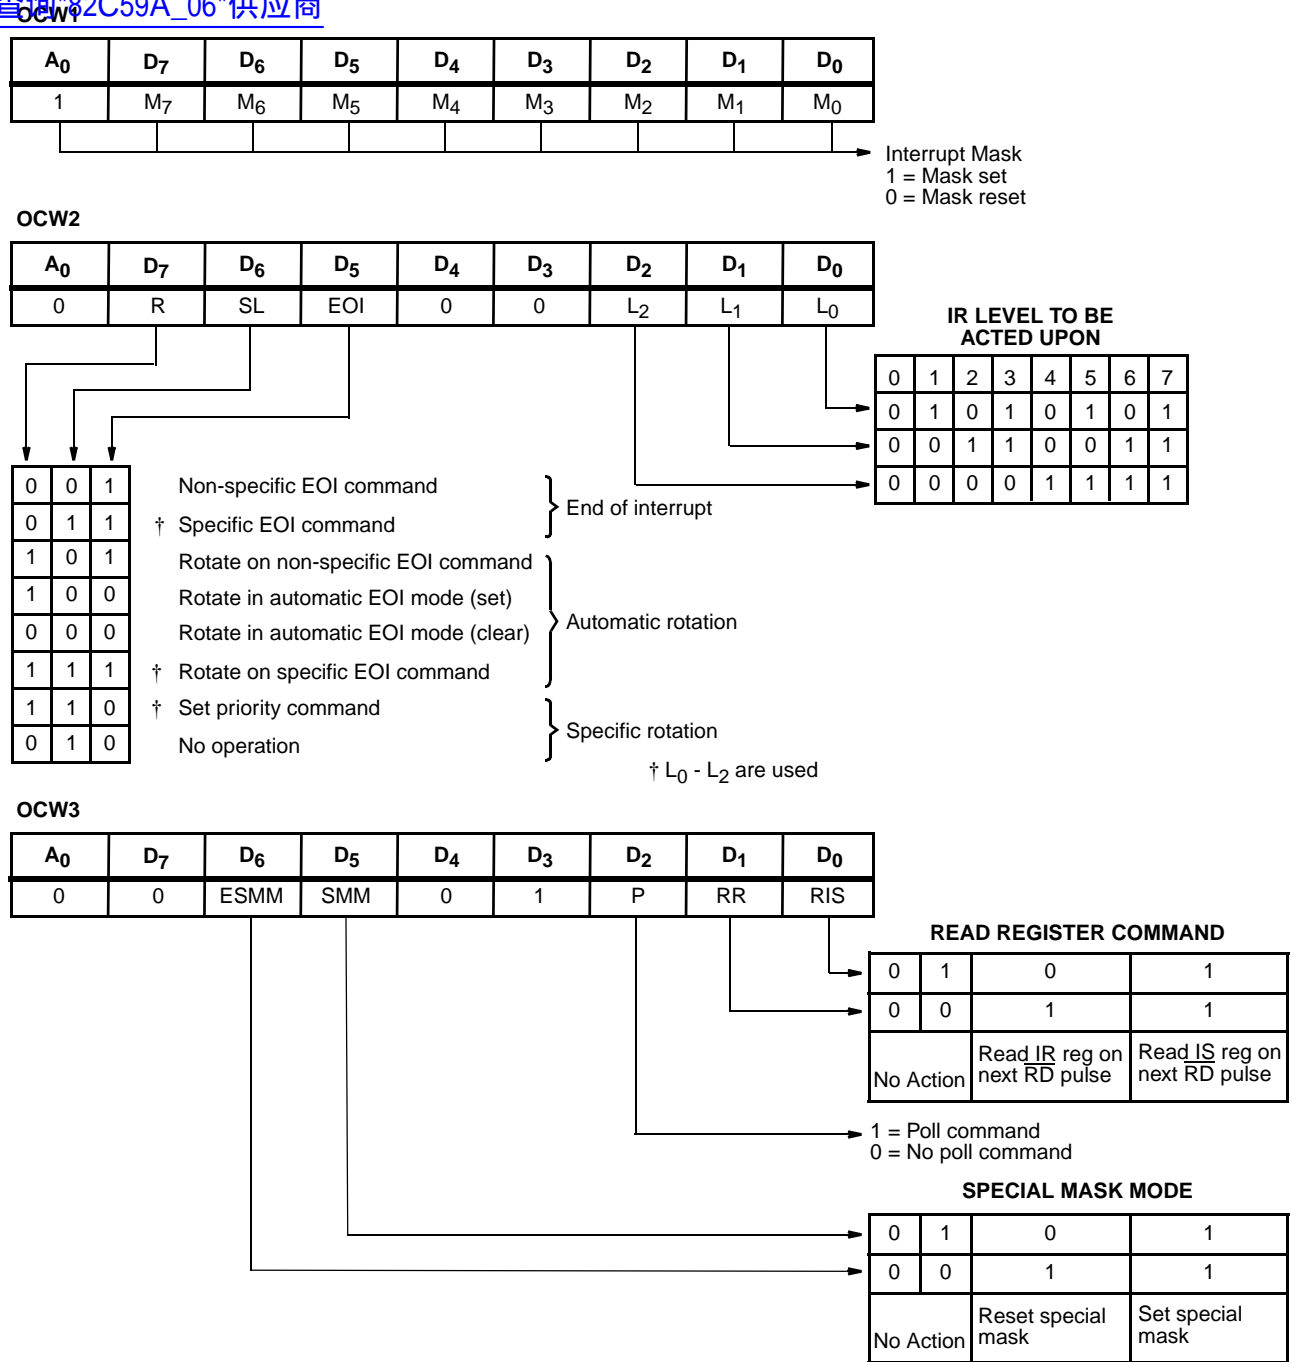 查询"82C59A_06"供应商
OCW1
A0 D7 D6 D5 D4 D3 D2 D1 D0
1 M7 M6 M5 M4 M3 M2 M1 M0
Interrupt Mask
1 = Mask set
0 = Mask reset
OCW2
A0 D7 D6 D5 D4 D3 D2 D1 D0
0 R SL EOI 0 0 L2 L1 L0
IR LEVEL TO BE
ACTED UPON
0 1 2 3 4 5 6 7
0 1 0 1 0 1 0 1
0 0 1 1 0 0 1 1
0 0 0 0 1 1 1 1
0 0 1 Non-specific EOI command
0 1 1 † Specific EOI command
End of interrupt
1 0 1 Rotate on non-specific EOI command
1 0 0 Rotate in automatic EOI mode (set)
0 0 0 Rotate in automatic EOI mode (clear)
1 1 1 † Rotate on specific EOI command
Automatic rotation
1 1 0 † Set priority command
0 1 0 No operation
Specific rotation
† L0 - L2 are used
OCW3
A0 D7 D6 D5 D4 D3 D2 D1 D0
0 0 ESMM SMM 0 1 P RR RIS
READ REGISTER COMMAND
0 1 0 1
0 0 1 1
No Action
Read IR reg on
next RD pulse
Read IS reg on
next RD pulse
1 = Poll command
0 = No poll command
SPECIAL MASK MODE
0 1 0 1
0 0 1 1
No Action
Reset special
mask
Set special
mask